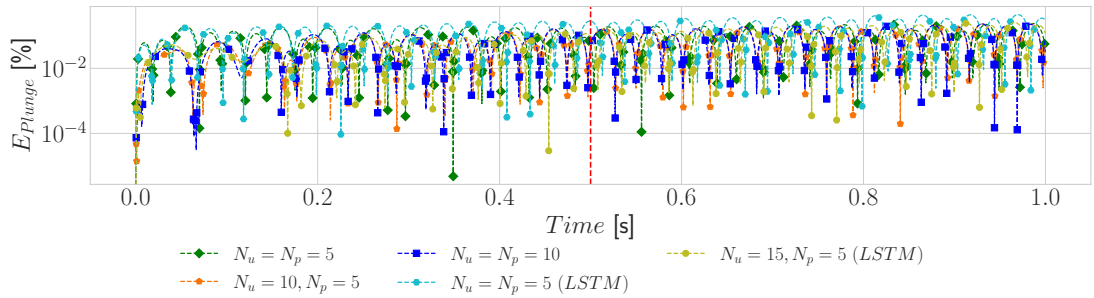 E_{Plunge} [%]
10^{-2}
10^{-4}
0.0 0.2 0.4 0.6 0.8 1.0
Time [s]
N_u = N_p = 5 N_u = N_p = 10 N_u = 15, N_p = 5 (LSTM)
N_u = 10, N_p = 5 N_u = N_p = 5 (LSTM)